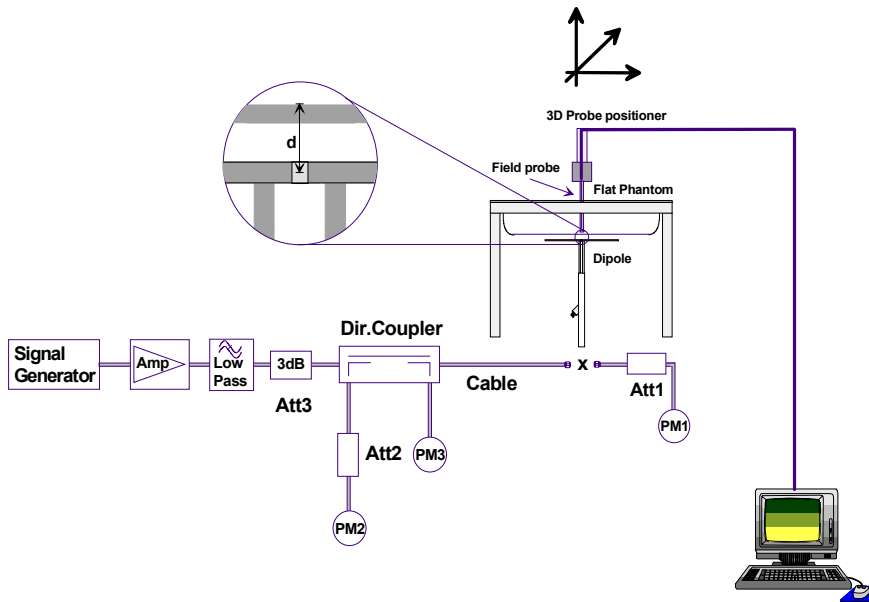 3D Probe positioner
d
Field probe
Flat Phantom
Dipole
Dir.Coupler
Signal
Generator
Amp
Low
Pass
3dB
Att3
Cable
x
Att1
PM1
Att2
PM3
PM2